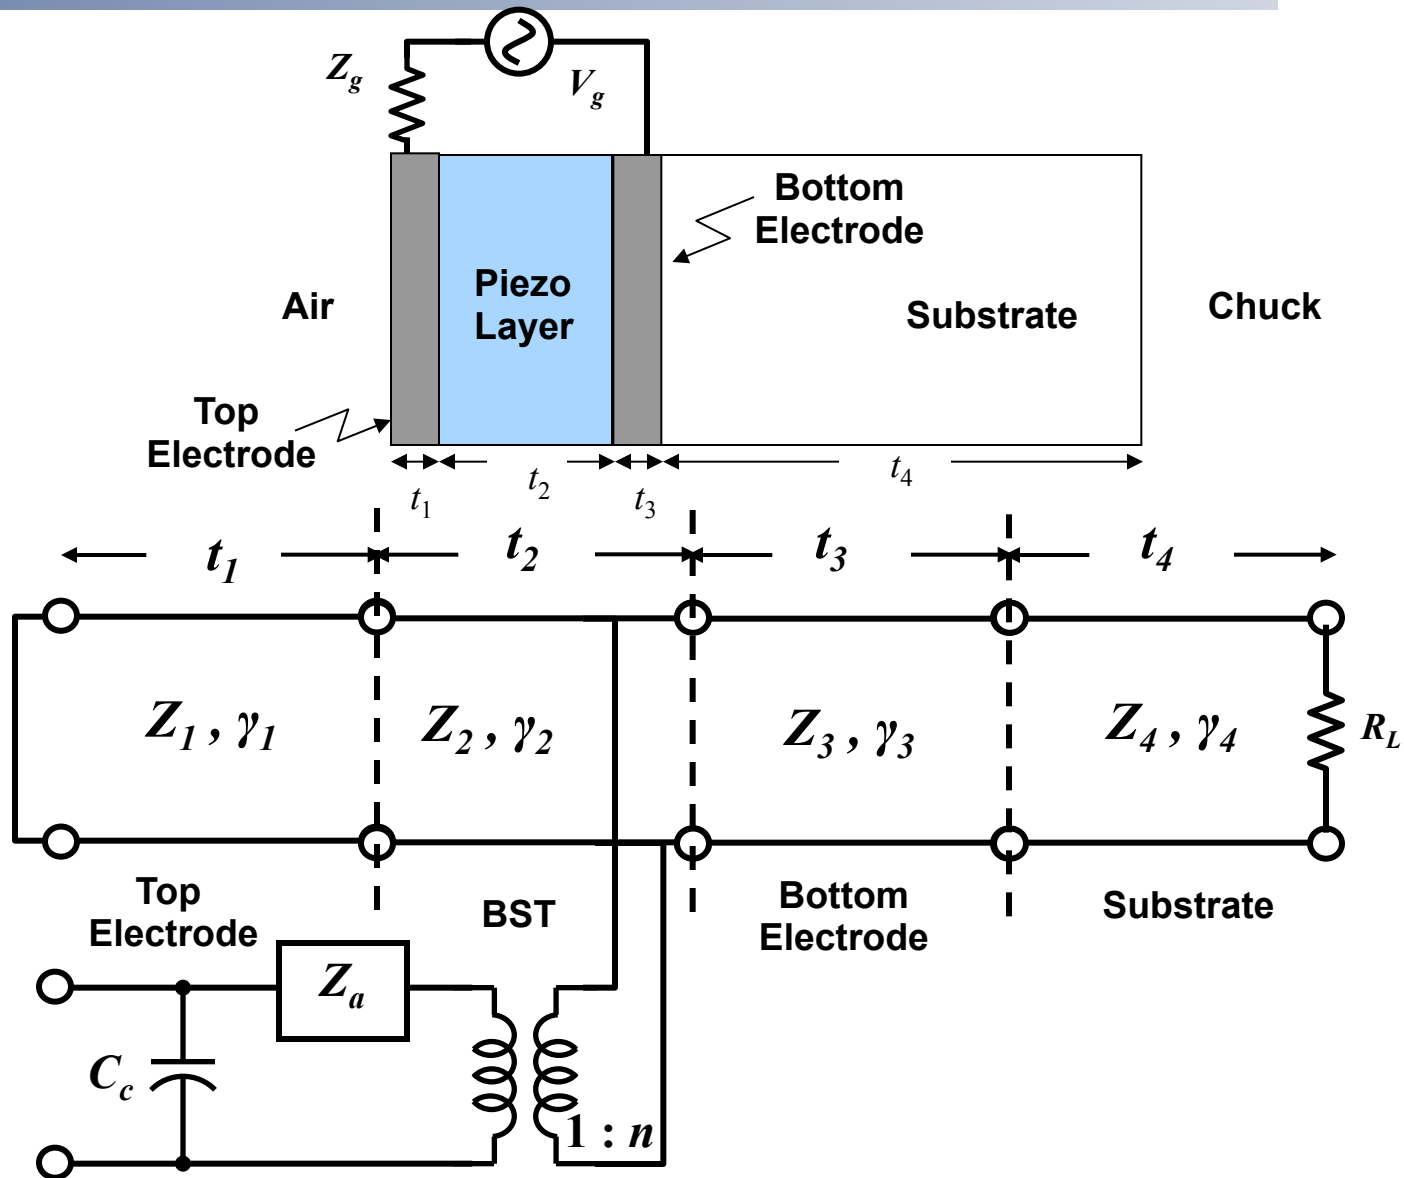 Z_g
V_g
Bottom
Electrode
Piezo
Layer
Air
Substrate
Chuck
Top
Electrode
t_1
t_2
t_3
t_4
t_1
t_2
t_3
t_4
Z_1 , γ_1
Z_2 , γ_2
Z_3 , γ_3
Z_4 , γ_4
R_L
Top
Electrode
BST
Bottom
Electrode
Substrate
Z_a
C_c
1 : n